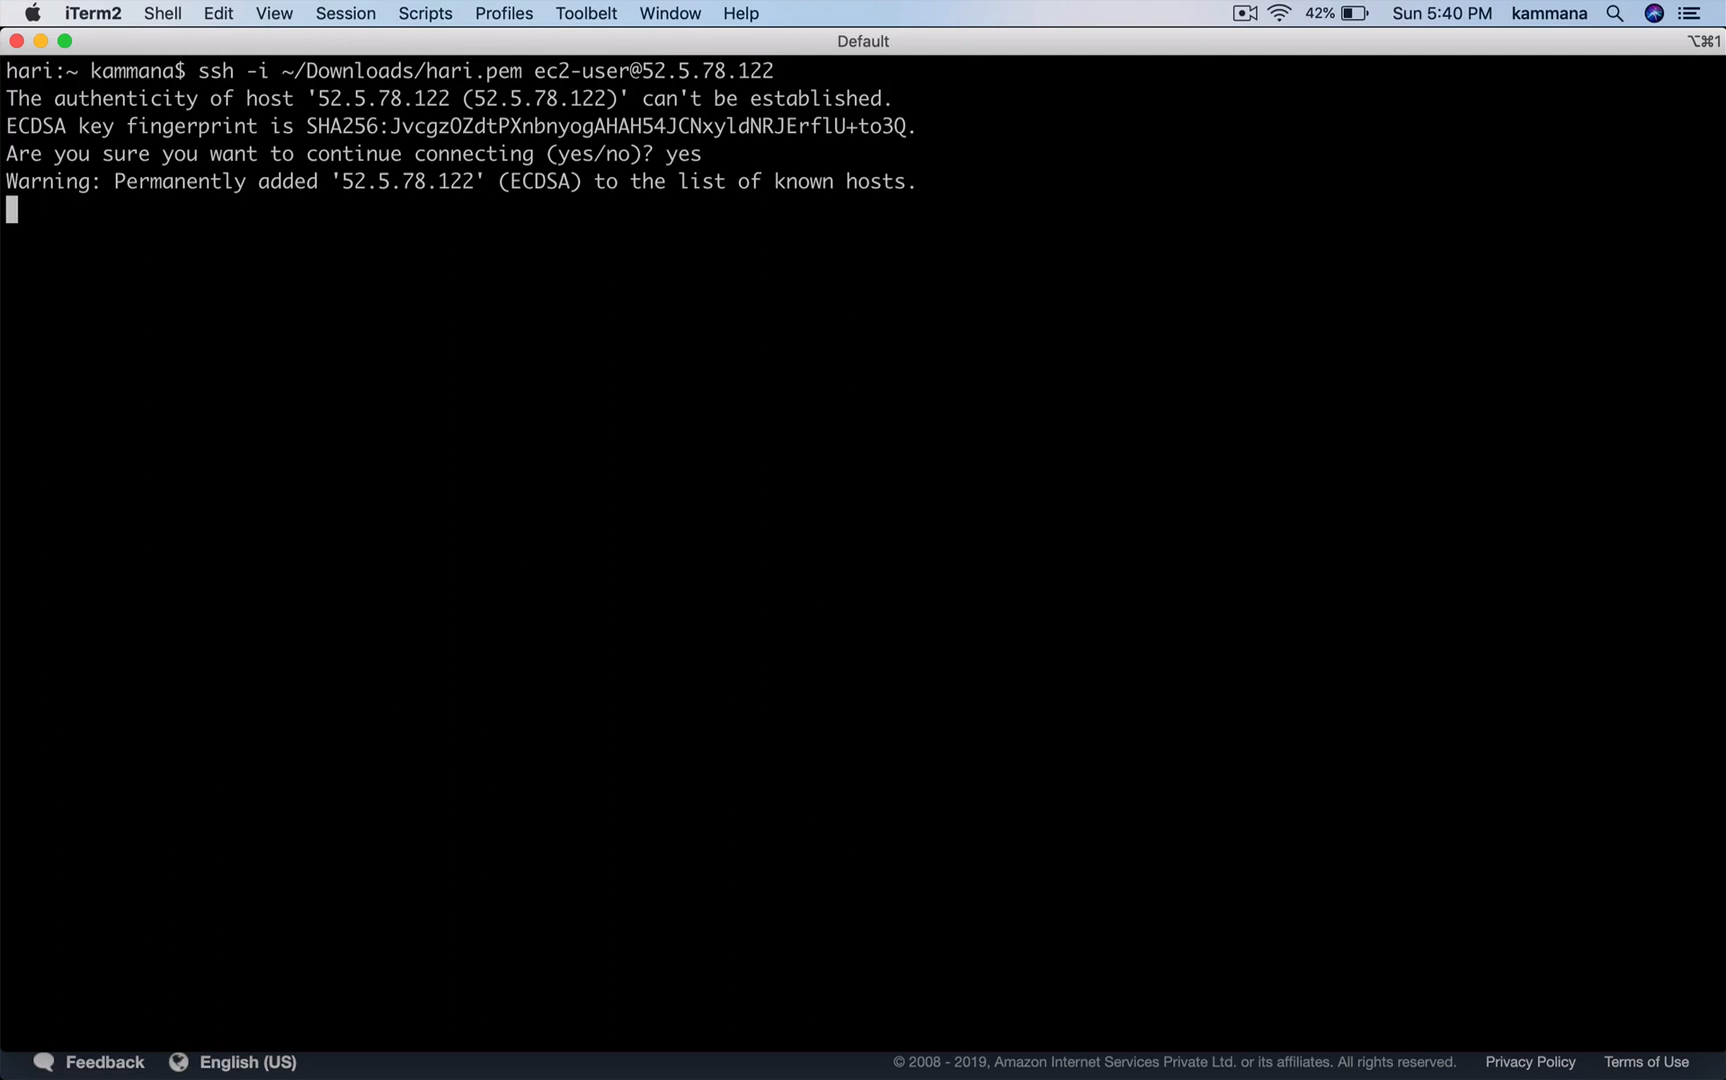 iTerm2 Shell Edit View Session Scripts Profiles Toolbelt Window Help 42% Sun 5:40 PM kammana
Default ⌥⌘1
hari:~ kammana$ ssh -i ~/Downloads/hari.pem ec2-user@52.5.78.122
The authenticity of host '52.5.78.122 (52.5.78.122)' can't be established.
ECDSA key fingerprint is SHA256:JvcgzOZdtPXnbnyogAHAH54JCNxyldNRJErflU+to3Q.
Are you sure you want to continue connecting (yes/no)? yes
Warning: Permanently added '52.5.78.122' (ECDSA) to the list of known hosts.
Feedback English (US) © 2008 - 2019, Amazon Internet Services Private Ltd. or its affiliates. All rights reserved. Privacy Policy Terms of Use